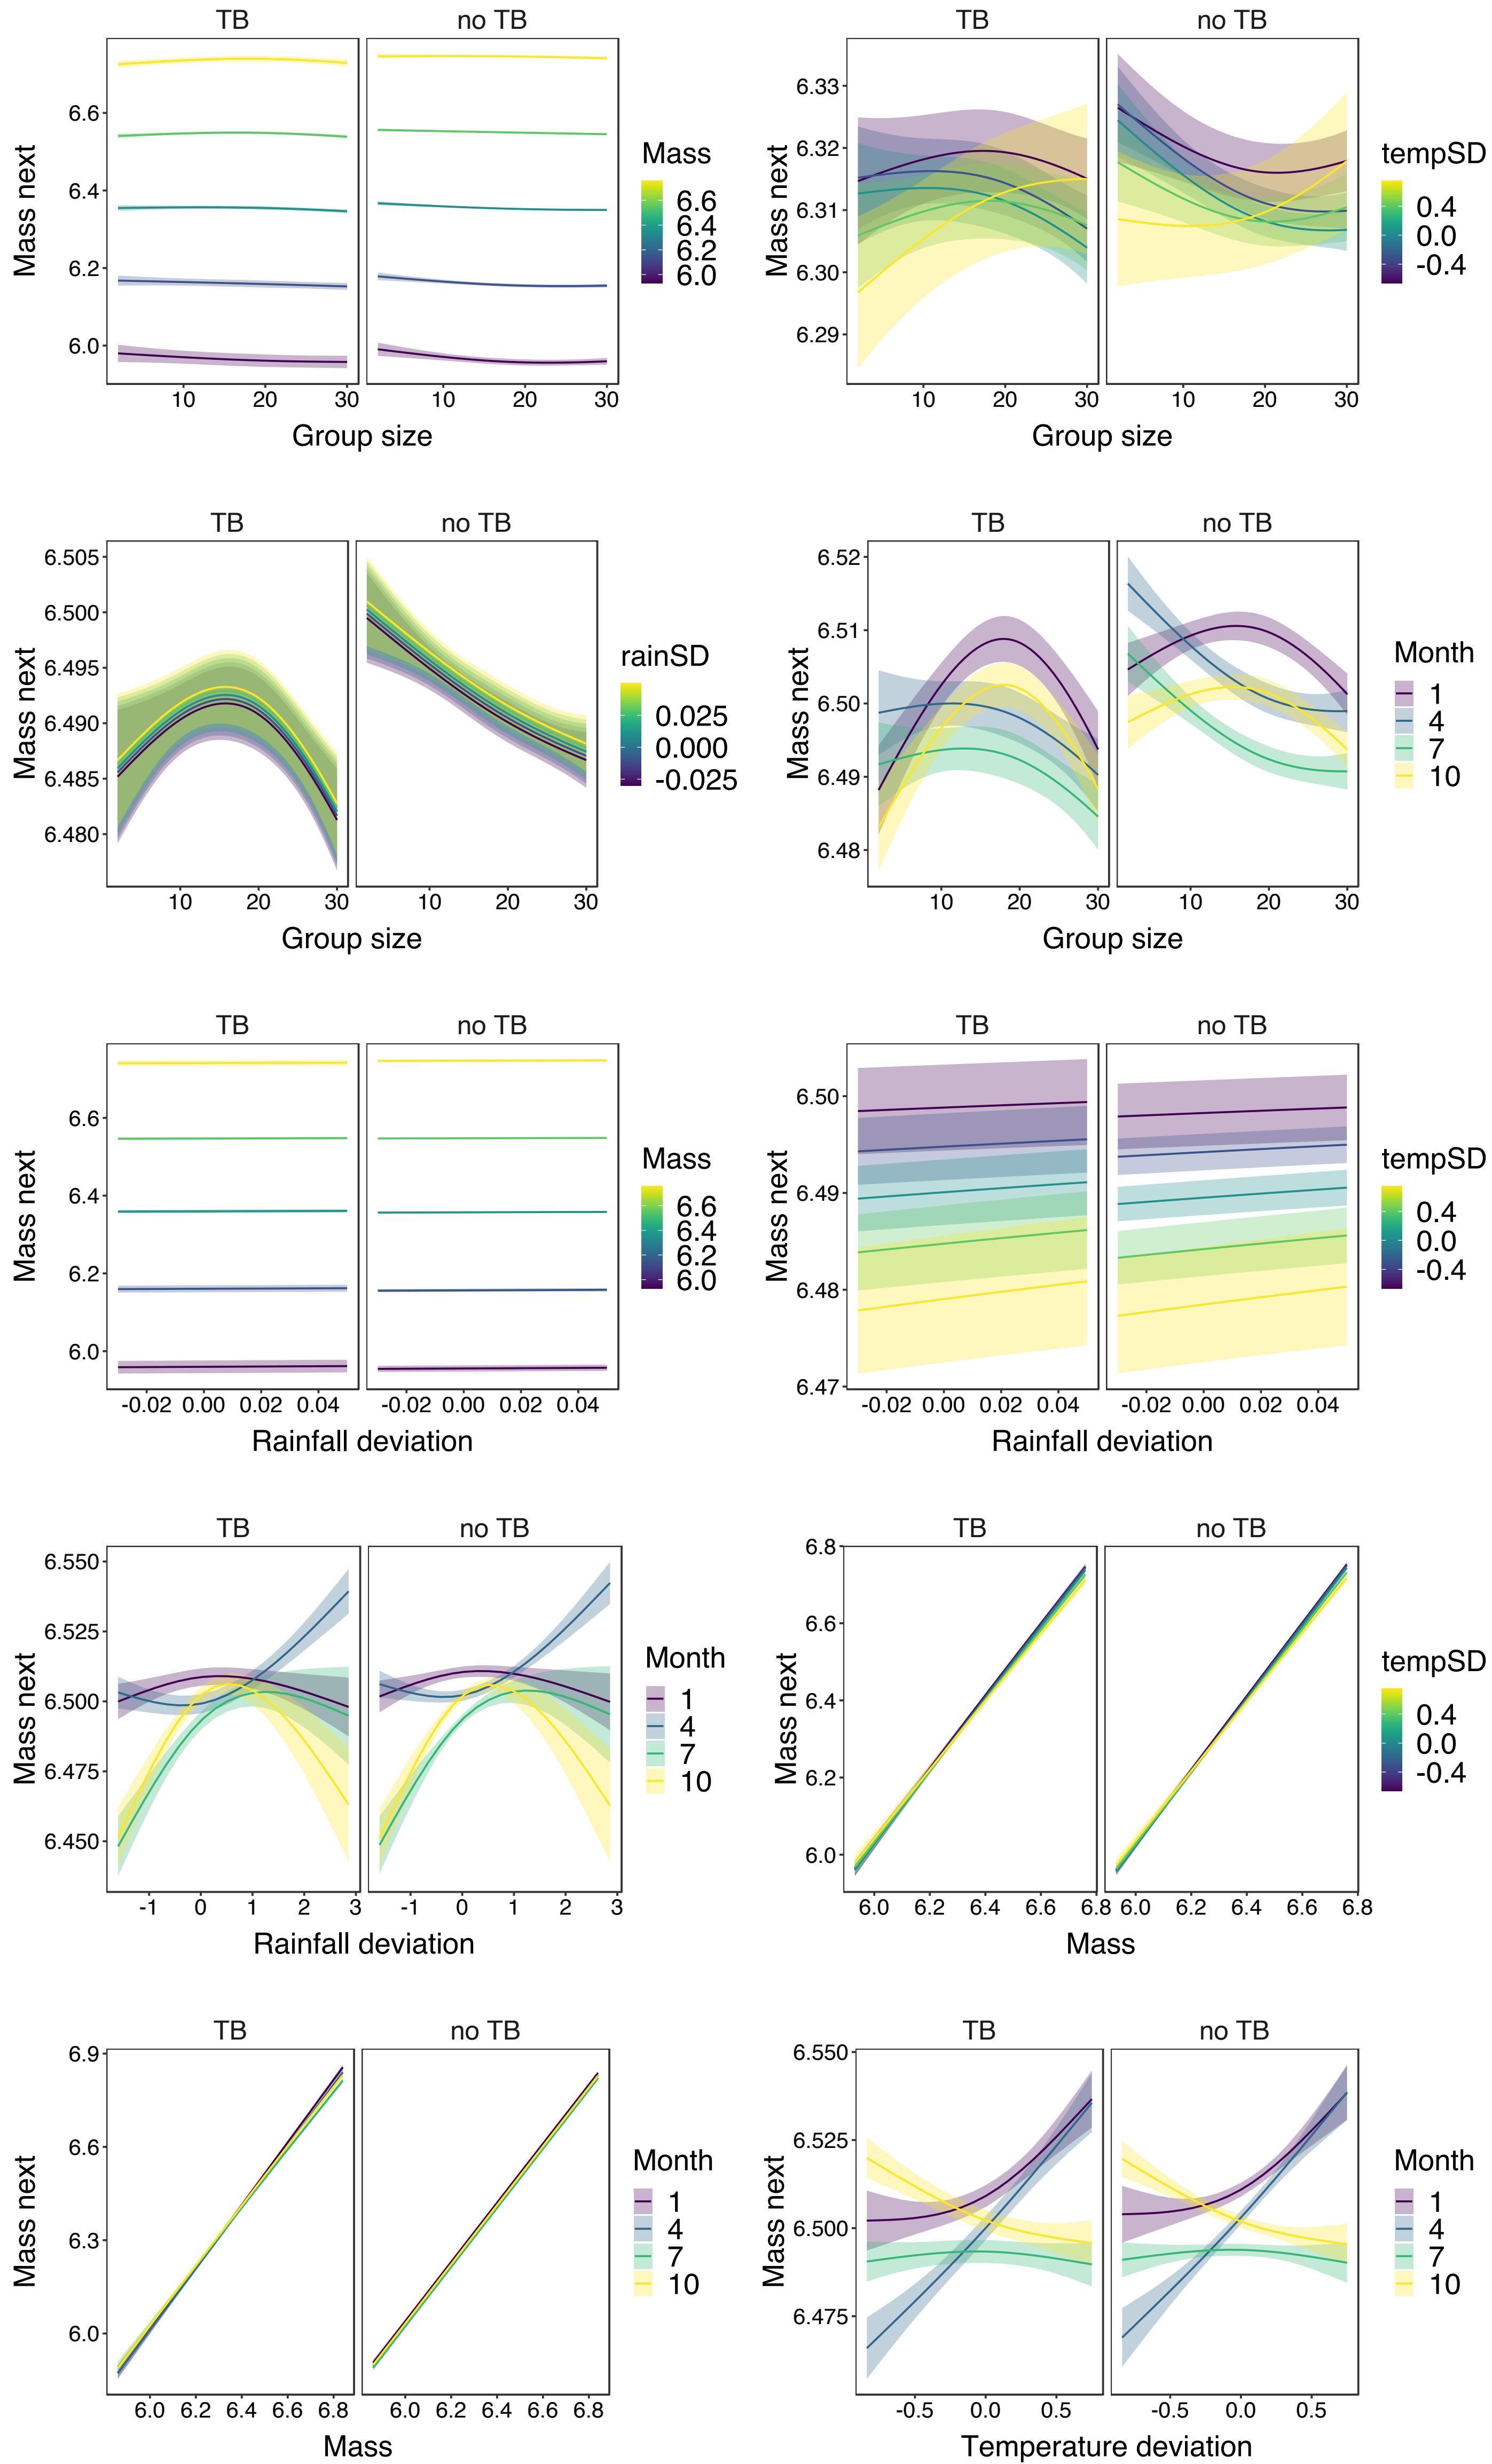 TB no TB
Mass next
6.6
6.4
6.2
6.0
10 20 30 10 20 30
Group size
Mass
6.6
6.4
6.2
6.0
TB no TB
Mass next
6.33
6.32
6.31
6.30
6.29
10 20 30 10 20 30
Group size
tempSD
0.4
0.0
-0.4
TB no TB
Mass next
6.505
6.500
6.495
6.490
6.485
6.480
10 20 30 10 20 30
Group size
rainSD
0.025
0.000
-0.025
TB no TB
Mass next
6.52
6.51
6.50
6.49
6.48
10 20 30 10 20 30
Group size
Month
1
4
7
10
TB no TB
Mass next
6.6
6.4
6.2
6.0
-0.02 0.00 0.02 0.04 -0.02 0.00 0.02 0.04
Rainfall deviation
Mass
6.6
6.4
6.2
6.0
TB no TB
Mass next
6.50
6.49
6.48
6.47
-0.02 0.00 0.02 0.04 -0.02 0.00 0.02 0.04
Rainfall deviation
tempSD
0.4
0.0
-0.4
TB no TB
Mass next
6.550
6.525
6.500
6.475
6.450
-1 0 1 2 3 -1 0 1 2 3
Rainfall deviation
Month
1
4
7
10
TB no TB
Mass next
6.8
6.6
6.4
6.2
6.0
6.0 6.2 6.4 6.6 6.8 6.0 6.2 6.4 6.6 6.8
Mass
tempSD
0.4
0.0
-0.4
TB no TB
Mass next
6.9
6.6
6.3
6.0
6.0 6.2 6.4 6.6 6.8 6.0 6.2 6.4 6.6 6.8
Mass
Month
1
4
7
10
TB no TB
Mass next
6.550
6.525
6.500
6.475
-0.5 0.0 0.5 -0.5 0.0 0.5
Temperature deviation
Month
1
4
7
10